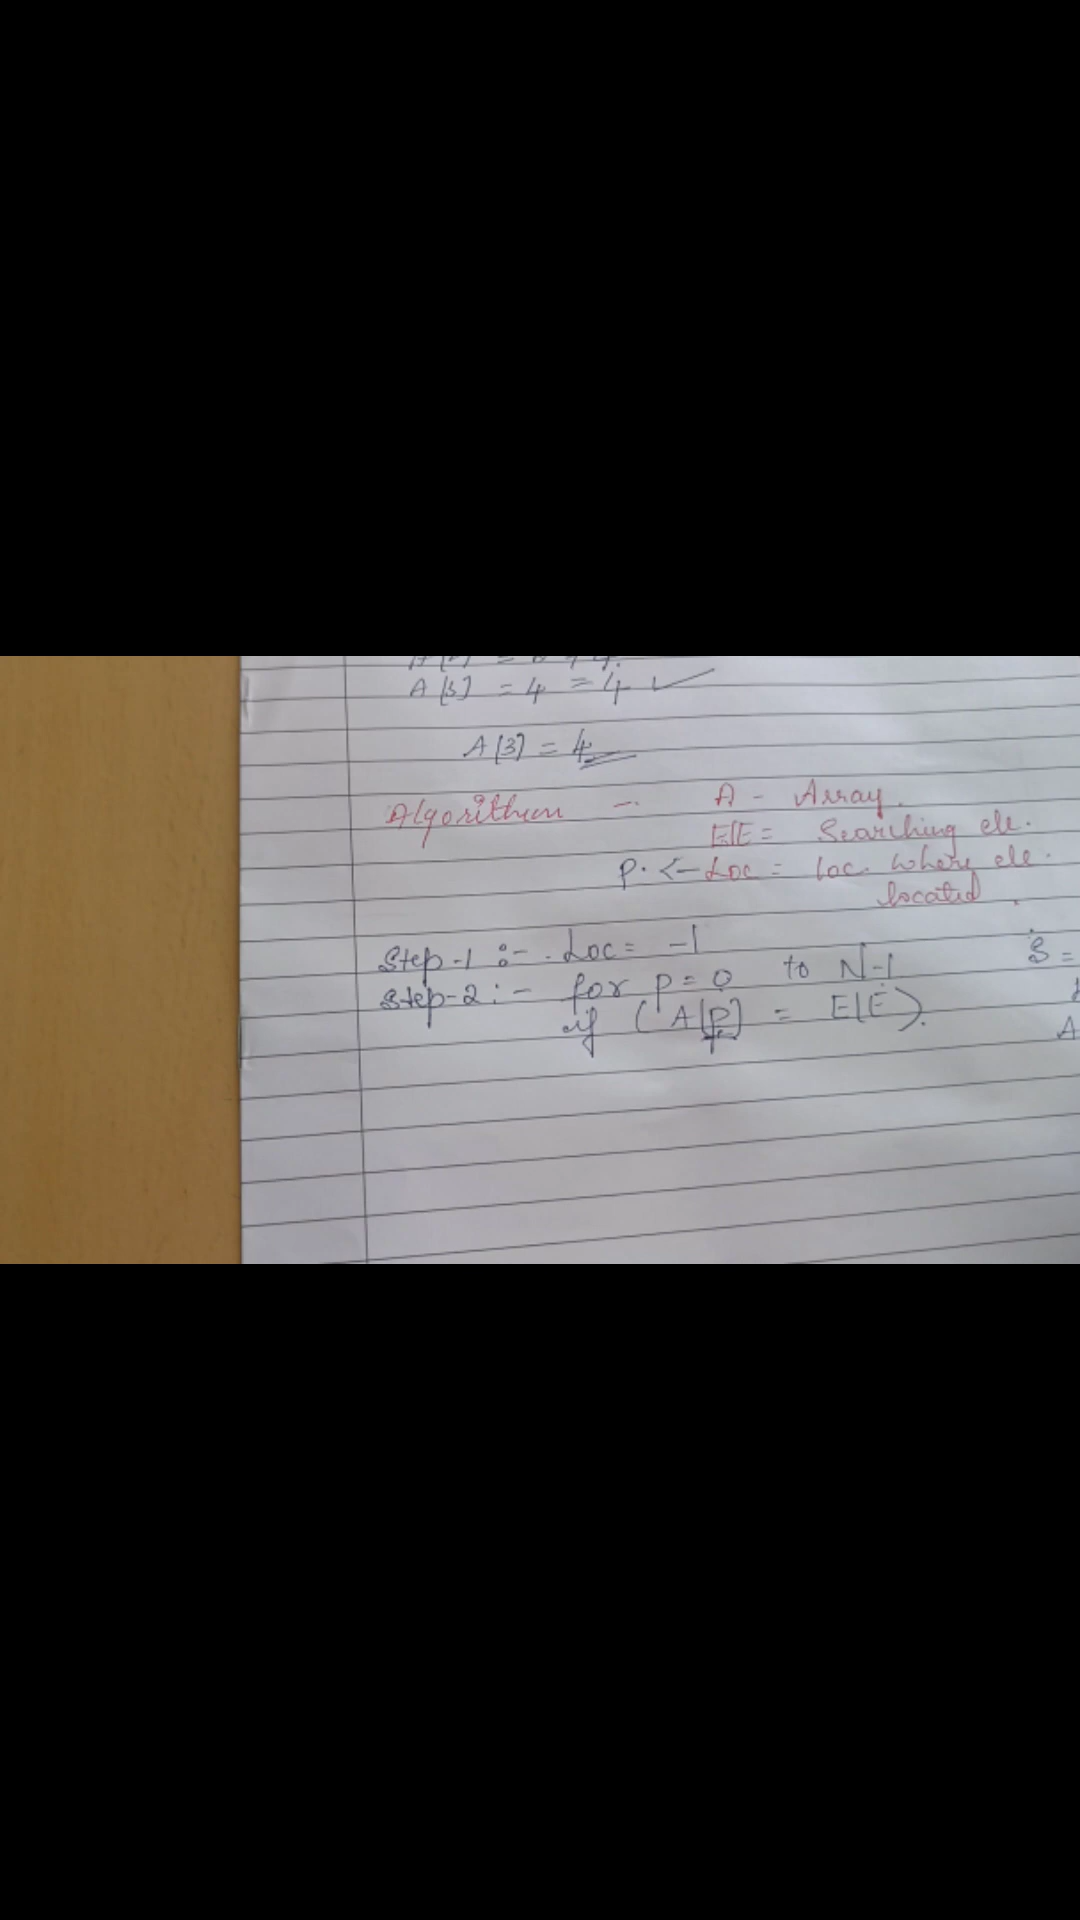 A[3] = 4 = 4 ✓
A[3] = 4
Algorithm - A - Array.
ElE = Searching ele.
P. <- Loc = loc. where ele.
located.
Step-1 :- Loc = -1
Step-2 :- for p = 0 to N-1
if (A[p] = ElE).
S =
A